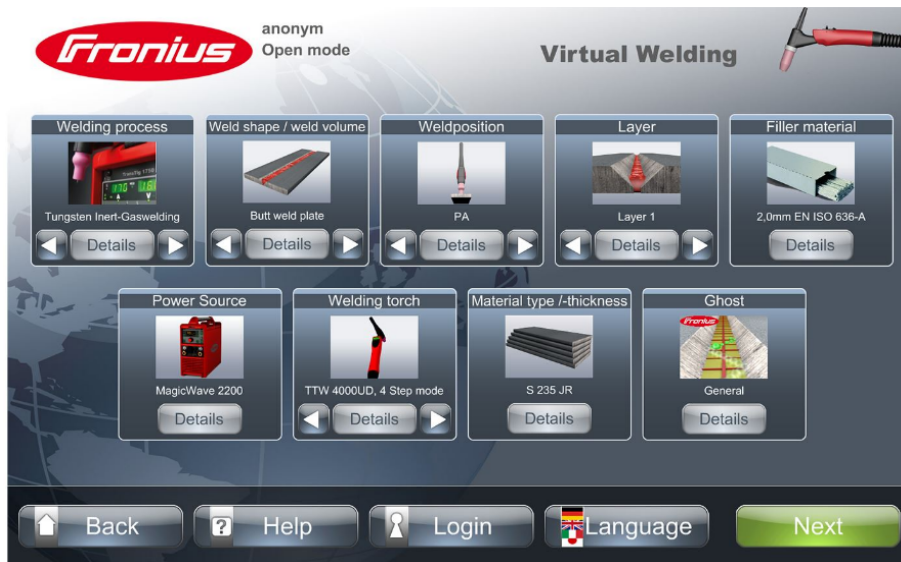 Fronius
anonym
Open mode
Virtual Welding
Welding process
Weld shape / weld volume
Weldposition
Layer
Filler material
Tungsten Inert-Gaswelding
Butt weld plate
PA
Layer 1
2,0mm EN ISO 636-A
Details
Details
Details
Details
Details
Power Source
Welding torch
Material type /-thickness
Ghost
Fronius
MagicWave 2200
TTW 4000UD, 4 Step mode
S 235 JR
General
Details
Details
Details
Details
Back
? Help
Login
Language
Next